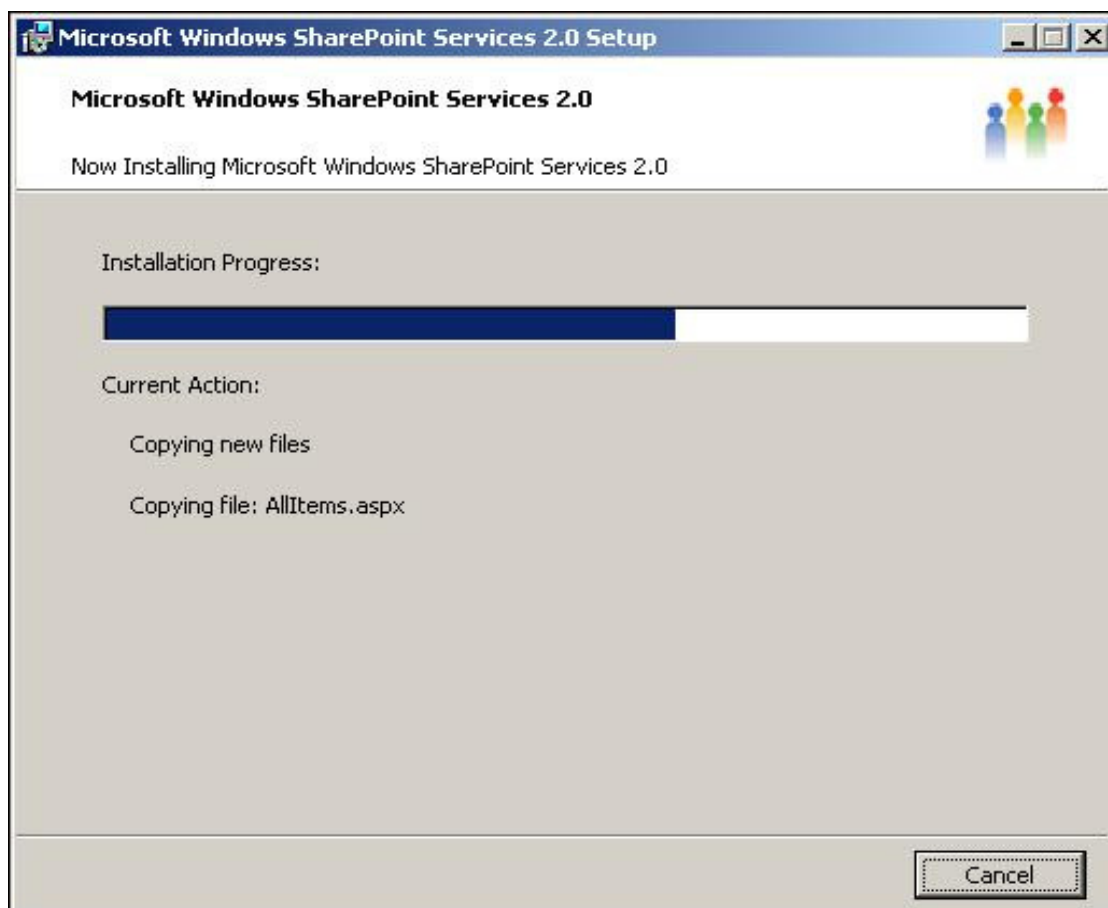 Microsoft Windows SharePoint Services 2.0 Setup
Microsoft Windows SharePoint Services 2.0
Now Installing Microsoft Windows SharePoint Services 2.0
Installation Progress:
Current Action:
Copying new files
Copying file: AllItems.aspx
Cancel